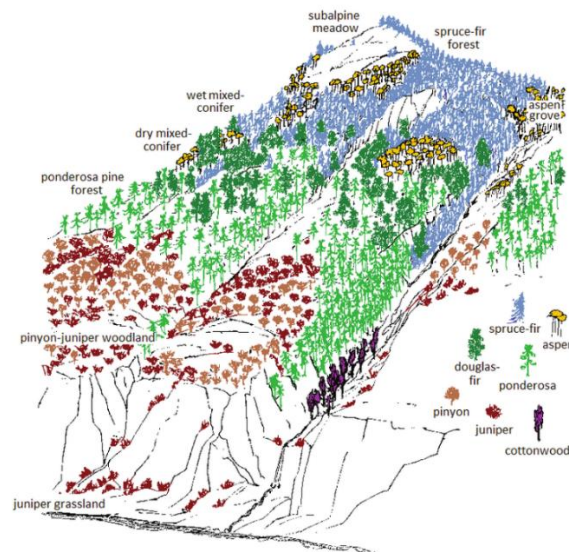 subalpine
meadow
spruce-fir
forest
wet mixed-
conifer
aspen
grove
dry mixed-
conifer
ponderosa pine
forest
pinyon-juniper woodland
spruce-fir
aspen
douglas-
fir
ponderosa
pinyon
juniper
cottonwood
juniper grassland